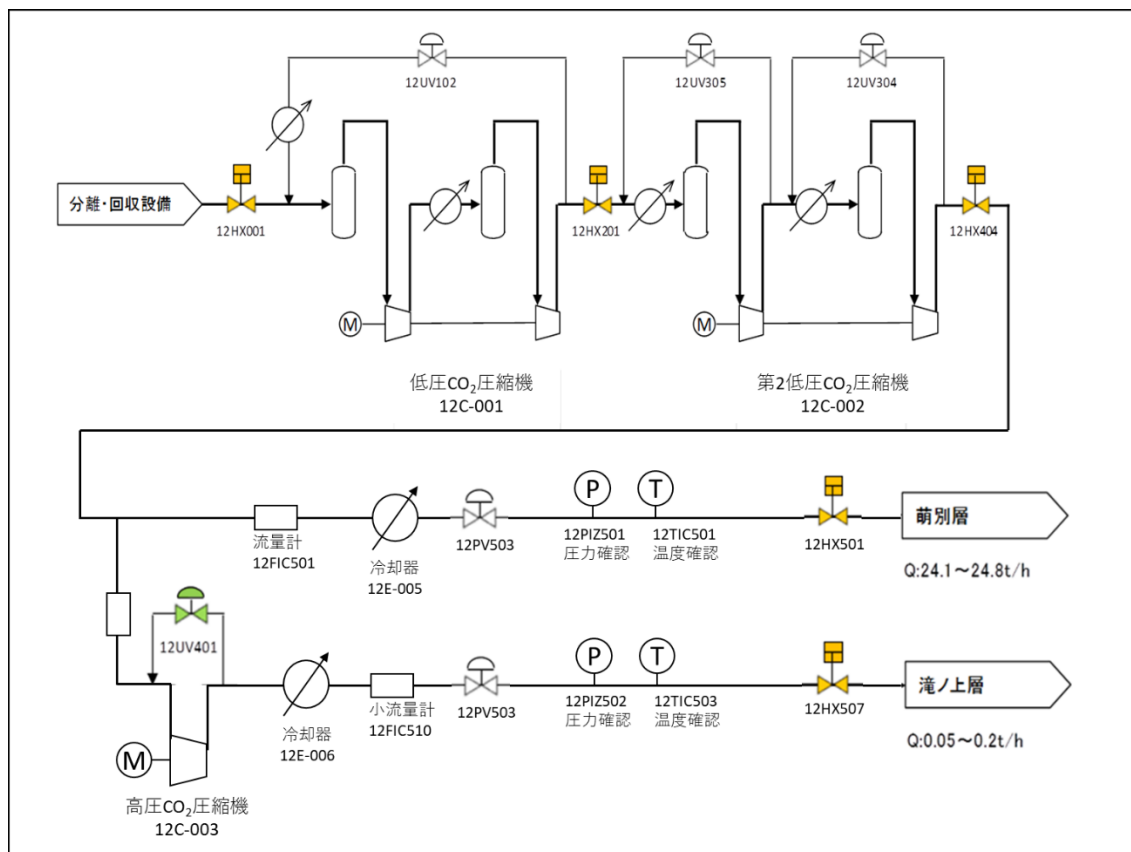 12UV102
12UV305
12UV304
分離・回収設備
12HX001
12HX201
12HX404
M
M
低圧CO₂圧縮機
12C-001
第2低圧CO₂圧縮機
12C-002
P
T
流量計
12FIC501
冷却器
12E-005
12PV503
12PIZ501
圧力確認
12TIC501
温度確認
12HX501
萌別層
Q:24.1～24.8t/h
12UV401
P
T
冷却器
12E-006
小流量計
12FIC510
12PV503
12PIZ502
圧力確認
12TIC503
温度確認
12HX507
滝ノ上層
Q:0.05～0.2t/h
M
高圧CO₂圧縮機
12C-003